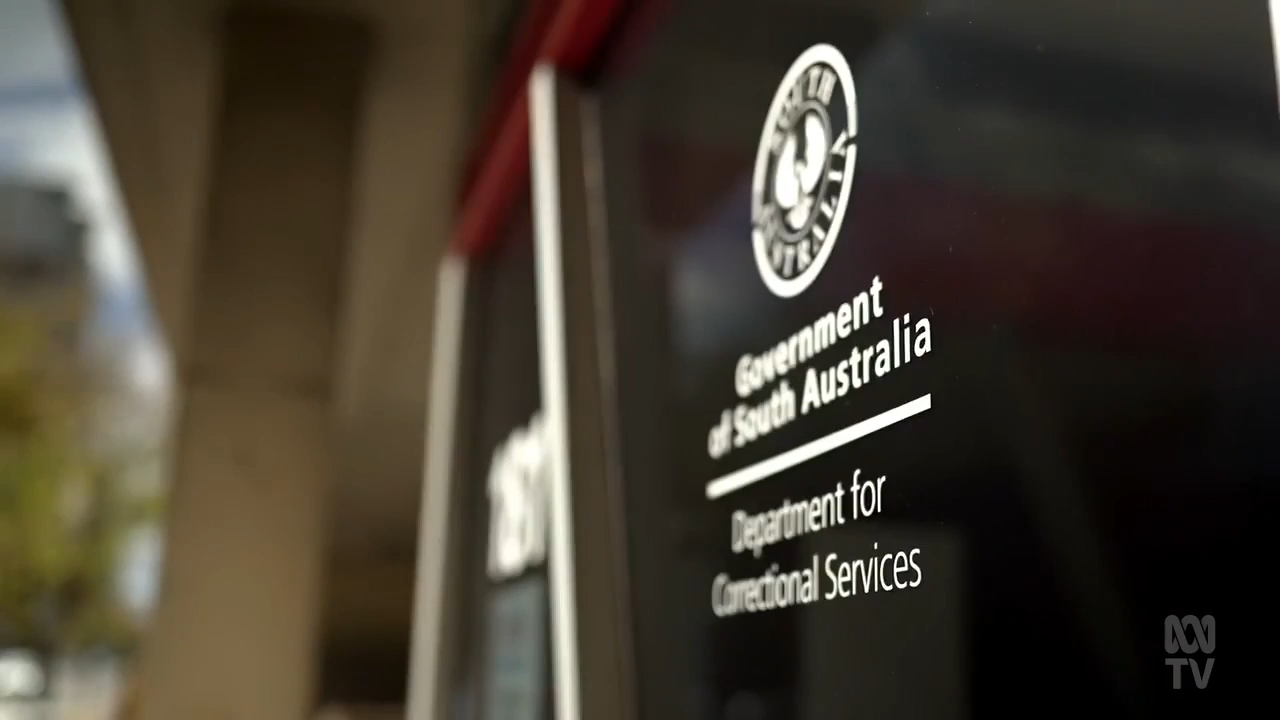 SOUTH
AUSTRALIA
Government
of South Australia
Department for
Correctional Services
ABC
TV